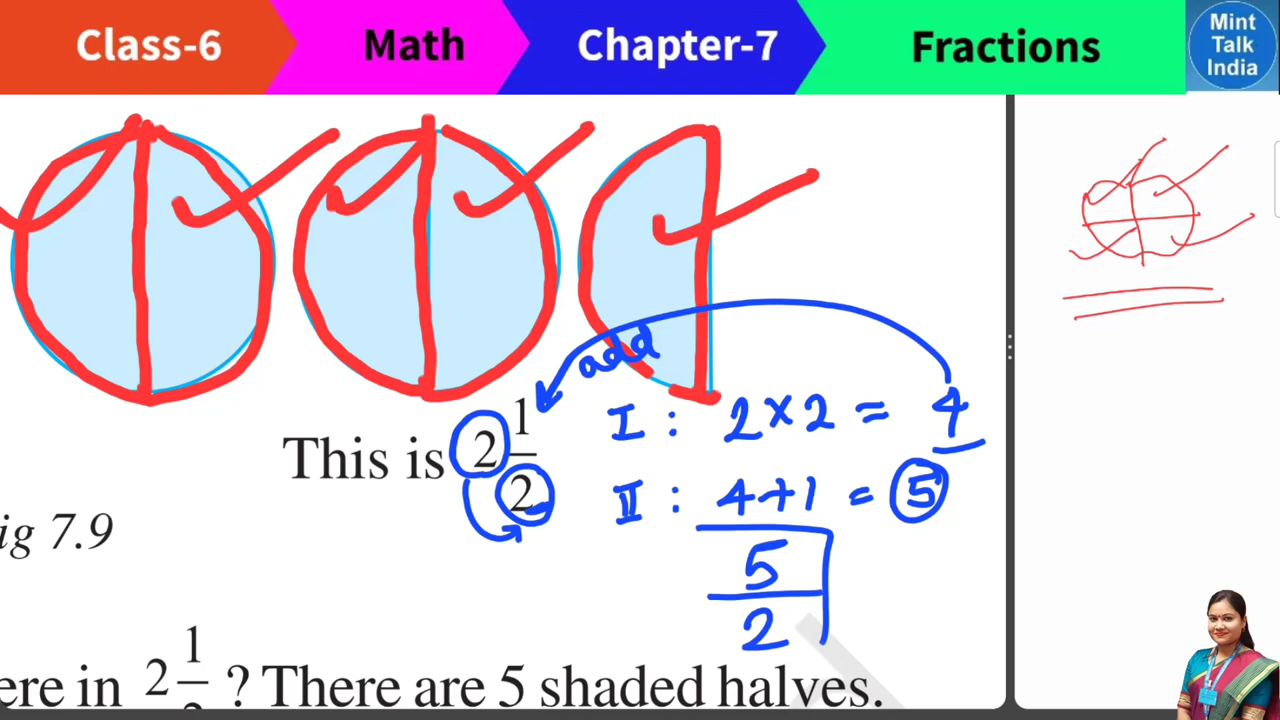 Class-6 Math Chapter-7 Fractions
Mint
Talk
India
add
This is 2 1/2
I : 2×2 = 4
II : 4+1 = 5
5/2
ig 7.9
ere in 2 1/2 ? There are 5 shaded halves.